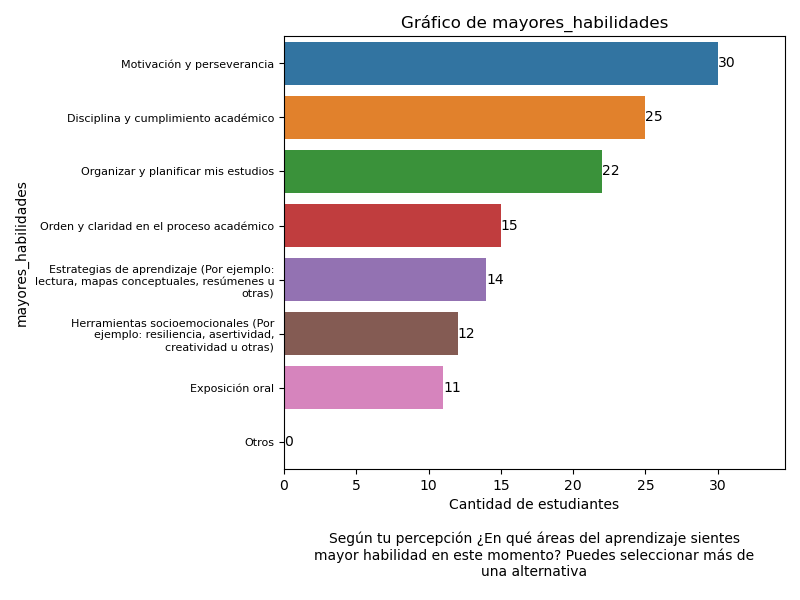 Gráfico de mayores_habilidades
mayores_habilidades
Motivación y perseverancia
30
Disciplina y cumplimiento académico
25
Organizar y planificar mis estudios
22
Orden y claridad en el proceso académico
15
Estrategias de aprendizaje (Por ejemplo:
lectura, mapas conceptuales, resúmenes u
otras)
14
Herramientas socioemocionales (Por
ejemplo: resiliencia, asertividad,
creatividad u otras)
12
Exposición oral
11
Otros
0
0 5 10 15 20 25 30
Cantidad de estudiantes
Según tu percepción ¿En qué áreas del aprendizaje sientes
mayor habilidad en este momento? Puedes seleccionar más de
una alternativa